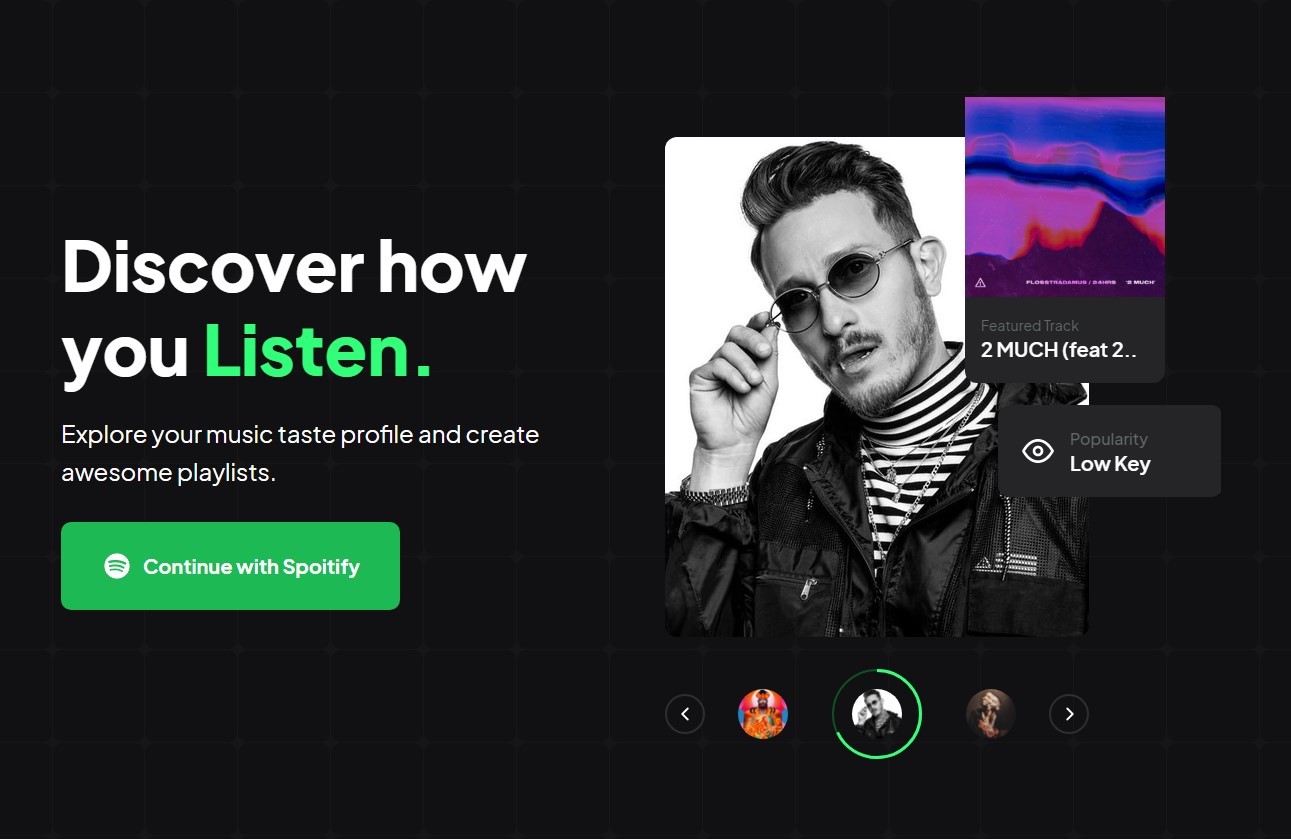 Discover how
you Listen.
Explore your music taste profile and create
awesome playlists.
Continue with Spoitify
FLOSSTRADAMUS / 24HRS '2 MUCH'
Featured Track
2 MUCH (feat 2..
Popularity
Low Key